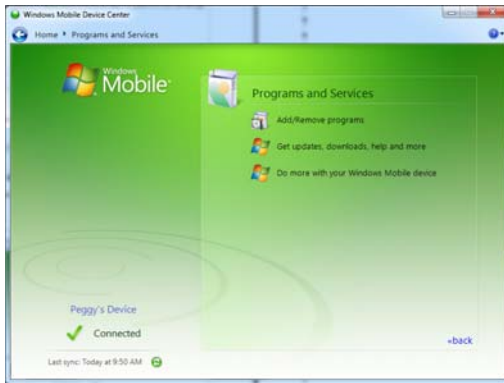 Windows Mobile Device Center
Home Programs and Services
Windows
Mobile
Programs and Services
Add/Remove programs
Get updates, downloads, help and more
Do more with your Windows Mobile device
Peggy's Device
Connected
«back
Last sync: Today at 9:50 AM